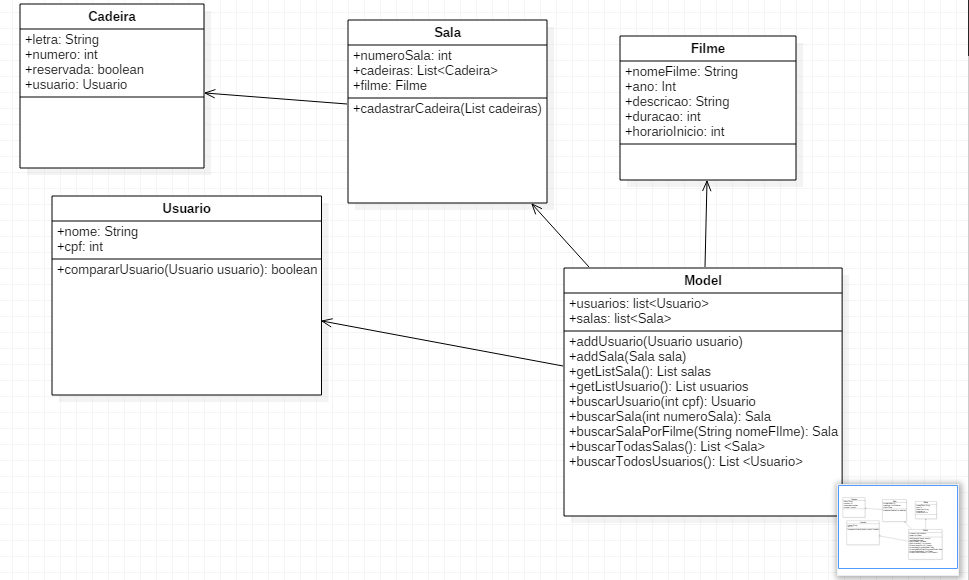 Cadeira
+letra: String
+numero: int
+reservada: boolean
+usuario: Usuario
Sala
+numeroSala: int
+cadeiras: List<Cadeira>
+filme: Filme
+cadastrarCadeira(List cadeiras)
Filme
+nomeFilme: String
+ano: Int
+descricao: String
+duracao: int
+horarioInicio: int
Usuario
+nome: String
+cpf: int
+compararUsuario(Usuario usuario): boolean
Model
+usuarios: list<Usuario>
+salas: list<Sala>
+addUsuario(Usuario usuario)
+addSala(Sala sala)
+getListSala(): List salas
+getListUsuario(): List usuarios
+buscarUsuario(int cpf): Usuario
+buscarSala(int numeroSala): Sala
+buscarSalaPorFilme(String nomeFIlme): Sala
+buscarTodasSalas(): List <Sala>
+buscarTodosUsuarios(): List <Usuario>